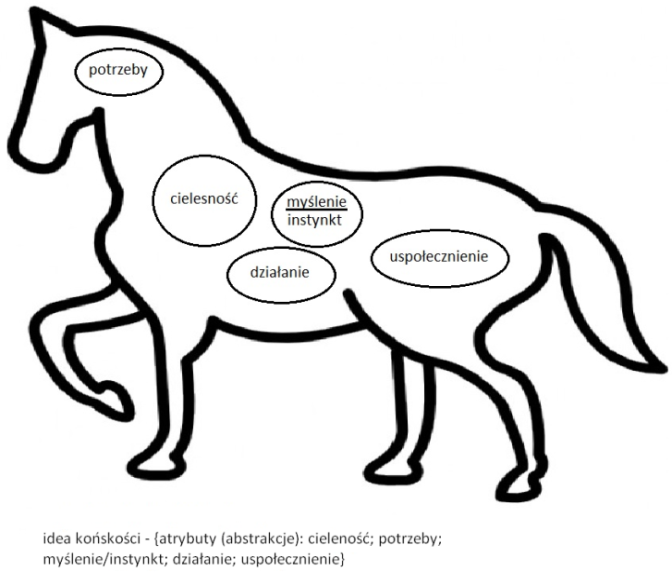 potrzeby
cielesność
myślenie
instynkt
działanie
uspołecznienie
idea końskości - {atrybuty (abstrakcje): cieleność; potrzeby;
myślenie/instynkt; działanie; uspołecznienie}